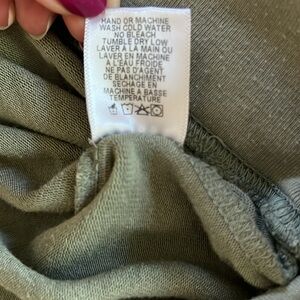 HAND OR MACHINE
WASH COLD WATER
NO BLEACH
TUMBLE DRY LOW
LAVER A LA MAIN OU
LAVER EN MACHINE
A L'EAU FROIDE
NE PAS D'AGENT
DE BLANCHIMENT
SECHAGE EN
MACHINE A BASSE
TEMPERATURE